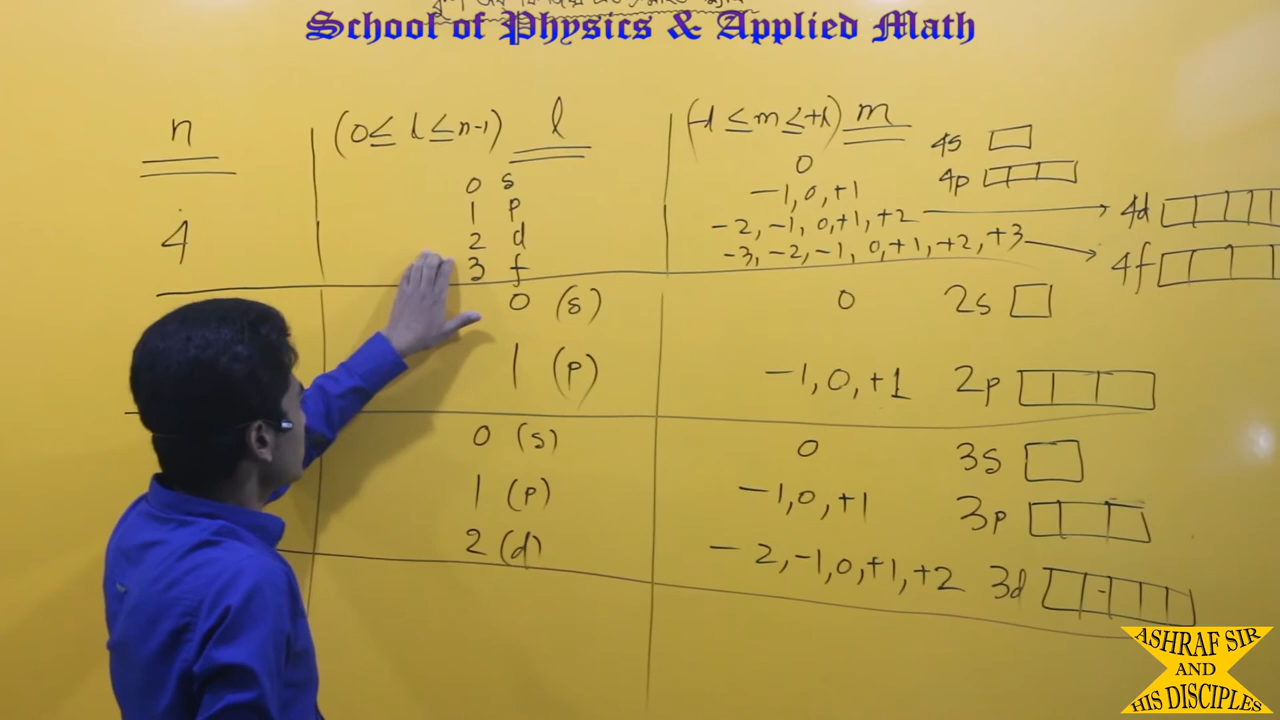 School of Physics & Applied Math
n (0 ≤ l ≤ n-1) l (-l ≤ m ≤ +l) m
4s
0 s 0
4p
1 p -1, 0, +1
4 2 d -2, -1, 0, +1, +2 → 4d
3 f -3, -2, -1, 0, +1, +2, +3 → 4f
0 (s) 0 2s
1 (p) -1, 0, +1 2p
0 (s) 0 3s
1 (p) -1, 0, +1 3p
2 (d) -2, -1, 0, +1, +2 3d
ASHRAF SIR
AND
HIS DISCIPLES